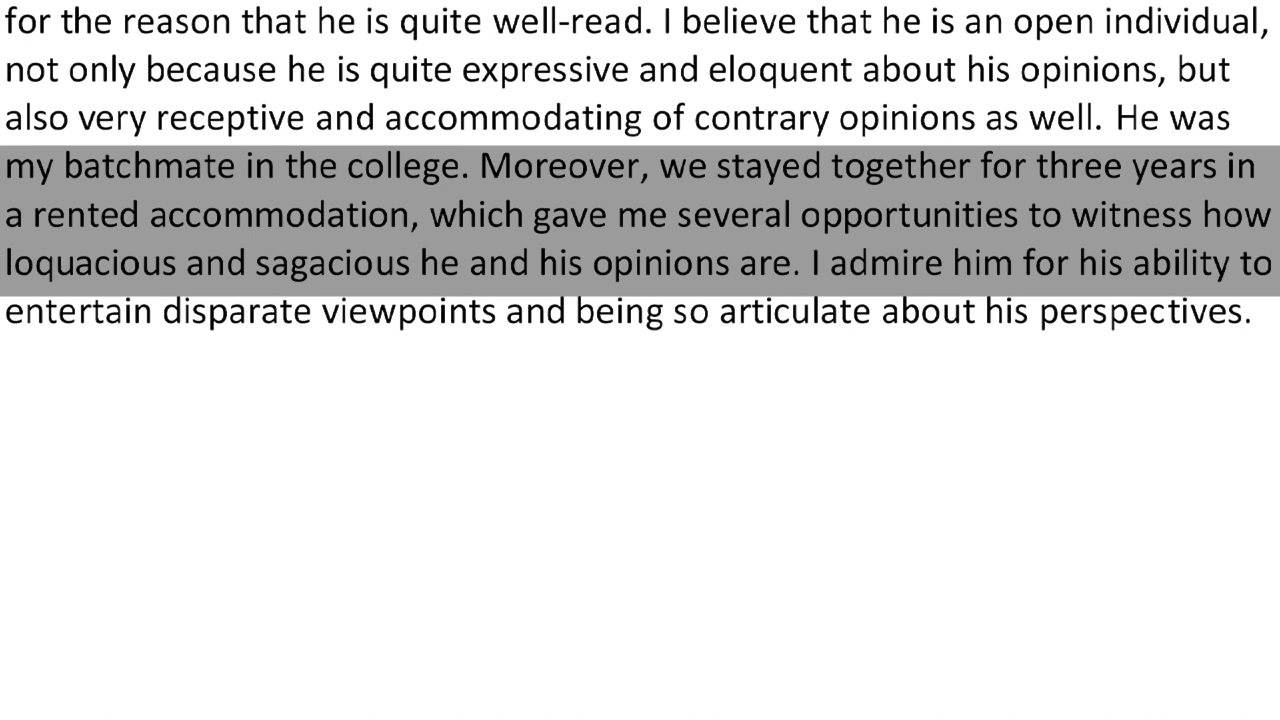 for the reason that he is quite well-read. I believe that he is an open individual,
not only because he is quite expressive and eloquent about his opinions, but
also very receptive and accommodating of contrary opinions as well. He was
my batchmate in the college. Moreover, we stayed together for three years in
a rented accommodation, which gave me several opportunities to witness how
loquacious and sagacious he and his opinions are. I admire him for his ability to
entertain disparate viewpoints and being so articulate about his perspectives.